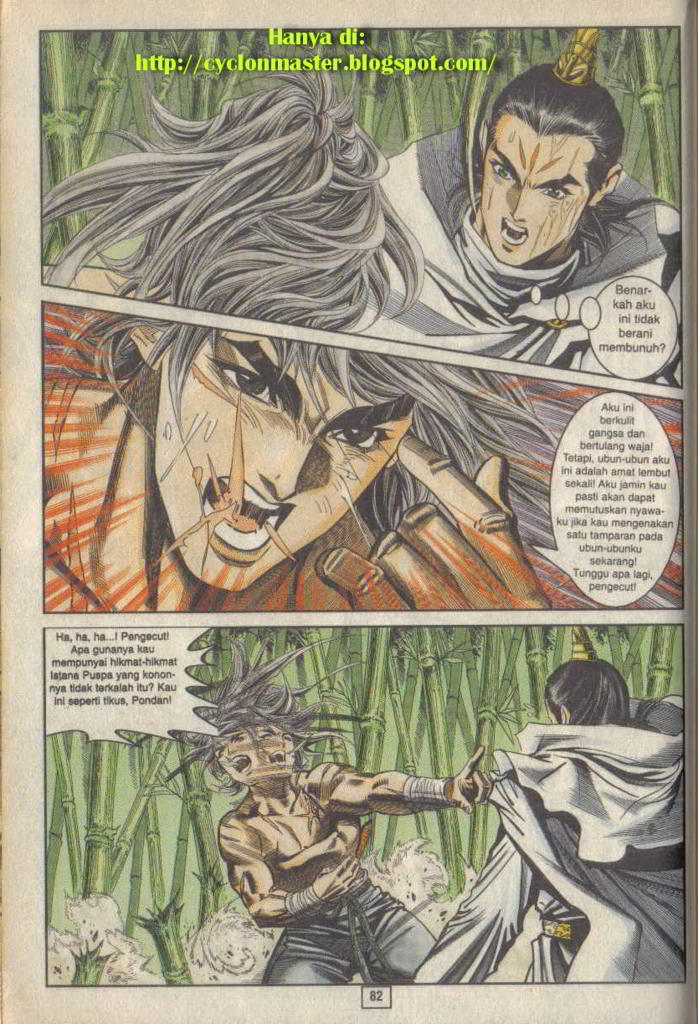 Hanya di:
http://cyclonmaster.blogspot.com/
Benar-
kah aku
ini tidak
berani
membunuh?
Aku ini
berkulit
gangsa dan
bertulang waja!
Tetapi, ubun-ubun aku
ini adalah amat lembut
sekali! Aku jamin kau
pasti akan dapat
memutuskan nyawa-
ku jika kau mengenakan
satu tamparan pada
ubun-ubunku
sekarang!
Tunggu apa lagi,
pengecut!
Ha, ha, ha...! Pengecut!
Apa gunanya kau
mempunyai hikmat-hikmat
Istana Puspa yang konon-
nya tidak terkalah itu? Kau
ini seperti tikus, Pondan!
82